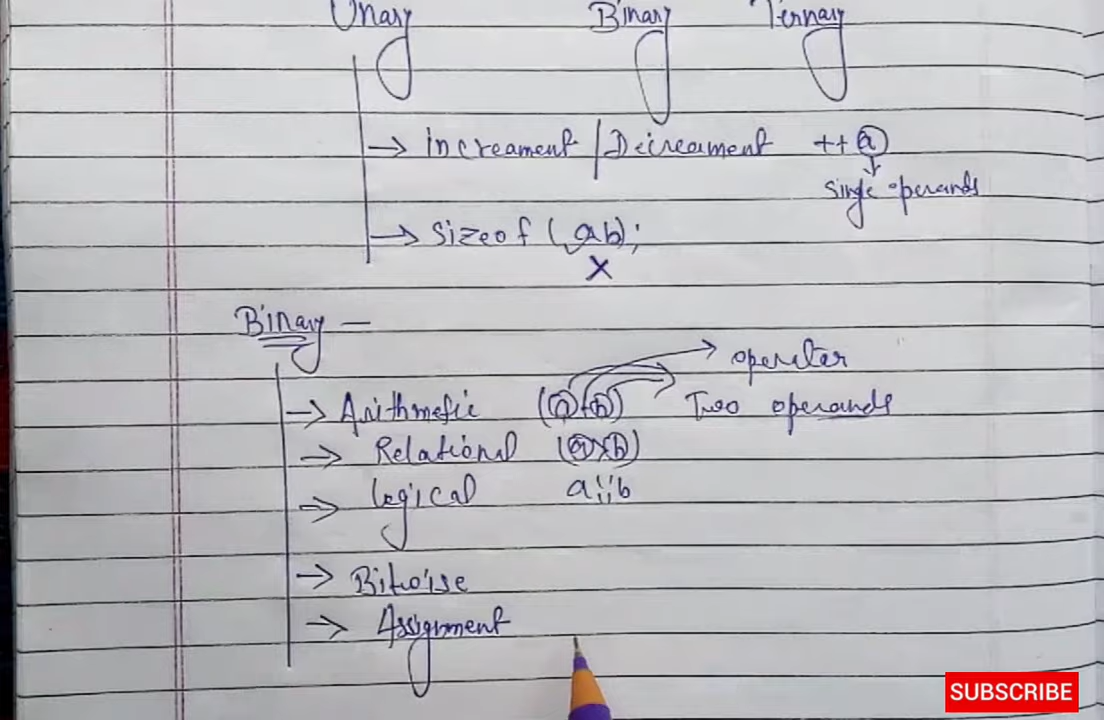 Unary Binary Ternary
→ increament / Decreament ++a
Single operands
→ Sizeof (ab);
X
Binary —
operator
→ Arithmetic (a+b) Two operands
→ Relational (a>b)
→ logical a||b
→ Bitwise
→ Assignment
SUBSCRIBE